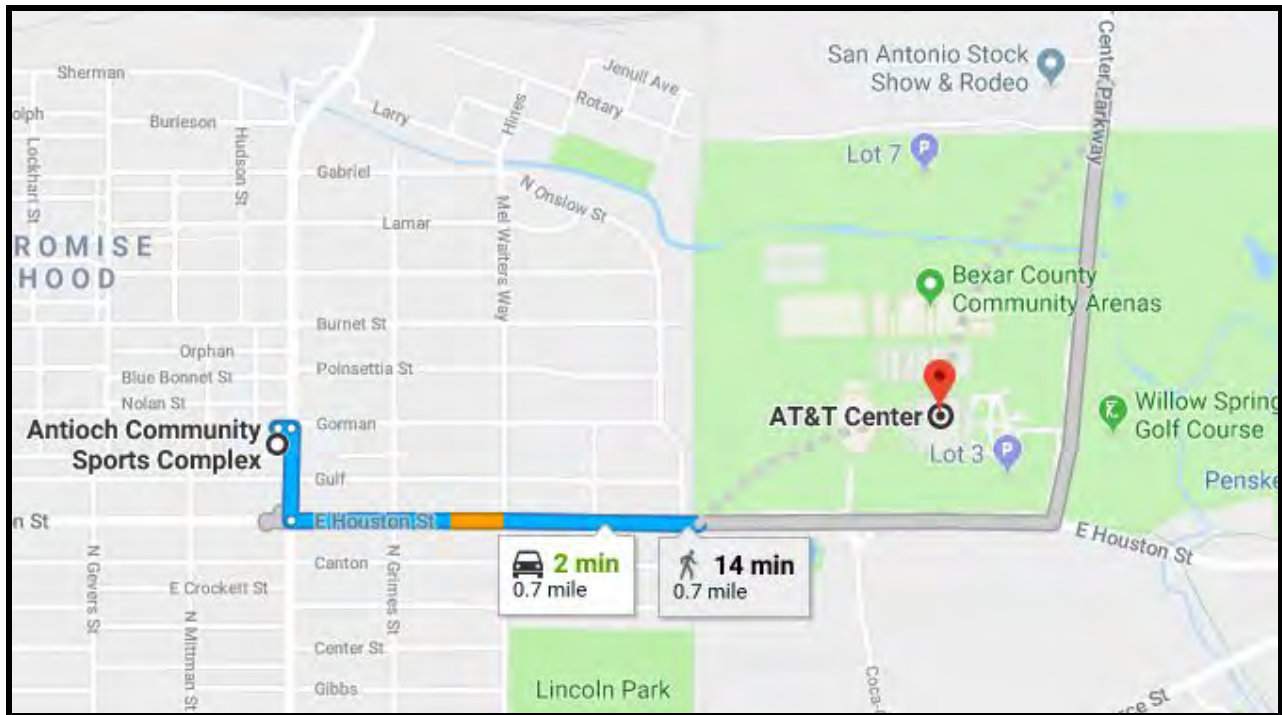 San Antonio Stock
Show & Rodeo
Center Parkway
Sherman
Jenull Ave
Rotary
Hines
Larry
olph
Burleson
Lockhart St
Hudson St
Lot 7
Gabriel
N Onslow St
Lamar
Mel Waiters Way
ROMISE
HOOD
Bexar County
Community Arenas
Burnet St
Orphan
Poinsettia St
Blue Bonnet St
Nolan St
Antioch Community
Sports Complex
Gorman
AT&T Center
Willow Spring
Golf Course
Lot 3
Gulf
Penske
n St
E Houston St
E Houston St
2 min
0.7 mile
14 min
0.7 mile
N Gevers St
Canton
N Grimes St
E Crockett St
N Mittman St
Center St
Gibbs
Lincoln Park
Coca-
rce St